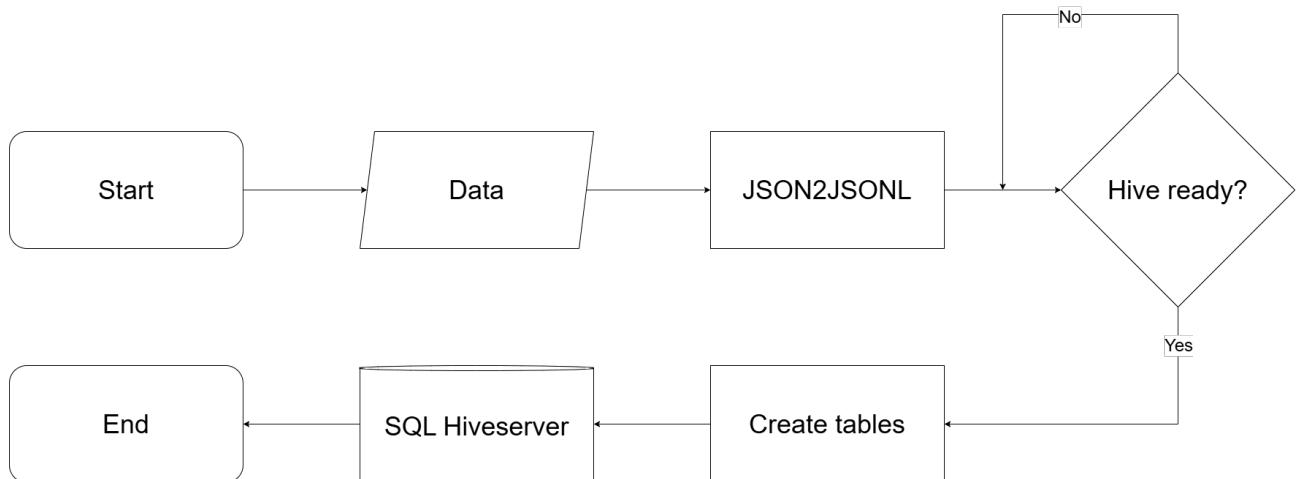 No
Start
Data
JSON2JSONL
Hive ready?
Yes
End
SQL Hiveserver
Create tables